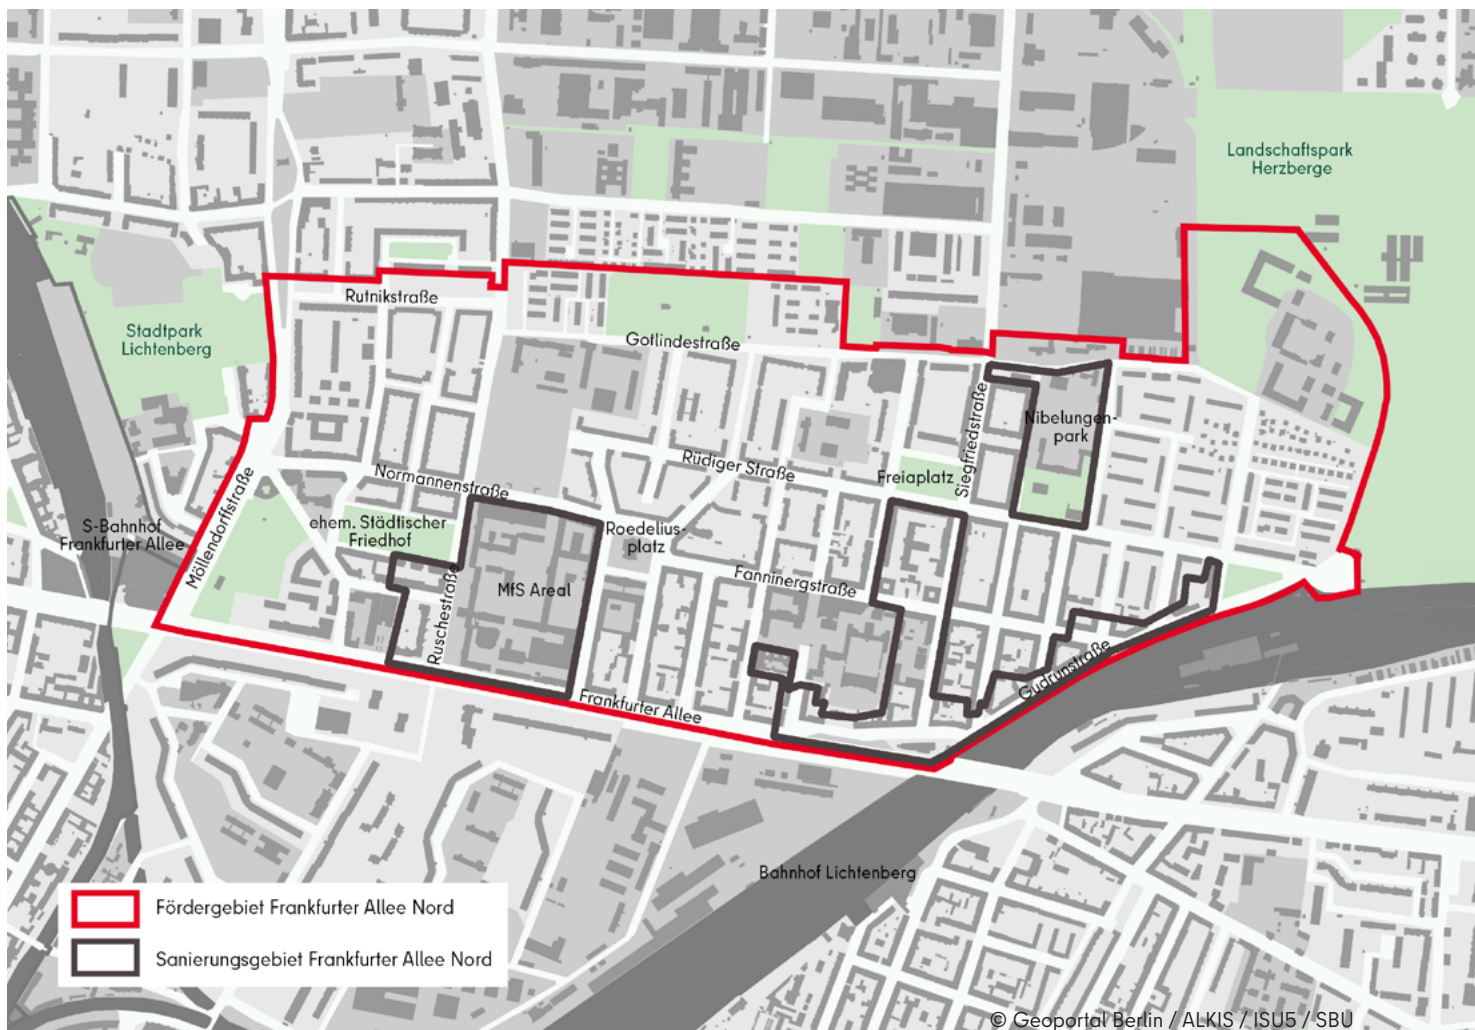 Landschaftspark
Herzberge
Rutnikstraße
Stadtpark
Lichtenberg
Gotlindestraße
Siegfriedstraße
Nibelungen-
park
Rüdiger Straße
Freiaplatz
Normannenstraße
Möllendorffstraße
S-Bahnhof
Frankfurter Allee
ehem. Städtischer
Friedhof
Roedelius-
platz
Ruschestraße
MfS Areal
Fanninergstraße
Gudrunstraße
Frankfurter Allee
Bahnhof Lichtenberg
Fördergebiet Frankfurter Allee Nord
Sanierungsgebiet Frankfurter Allee Nord
© Geoportal Berlin / ALKIS / ISU5 / SBU